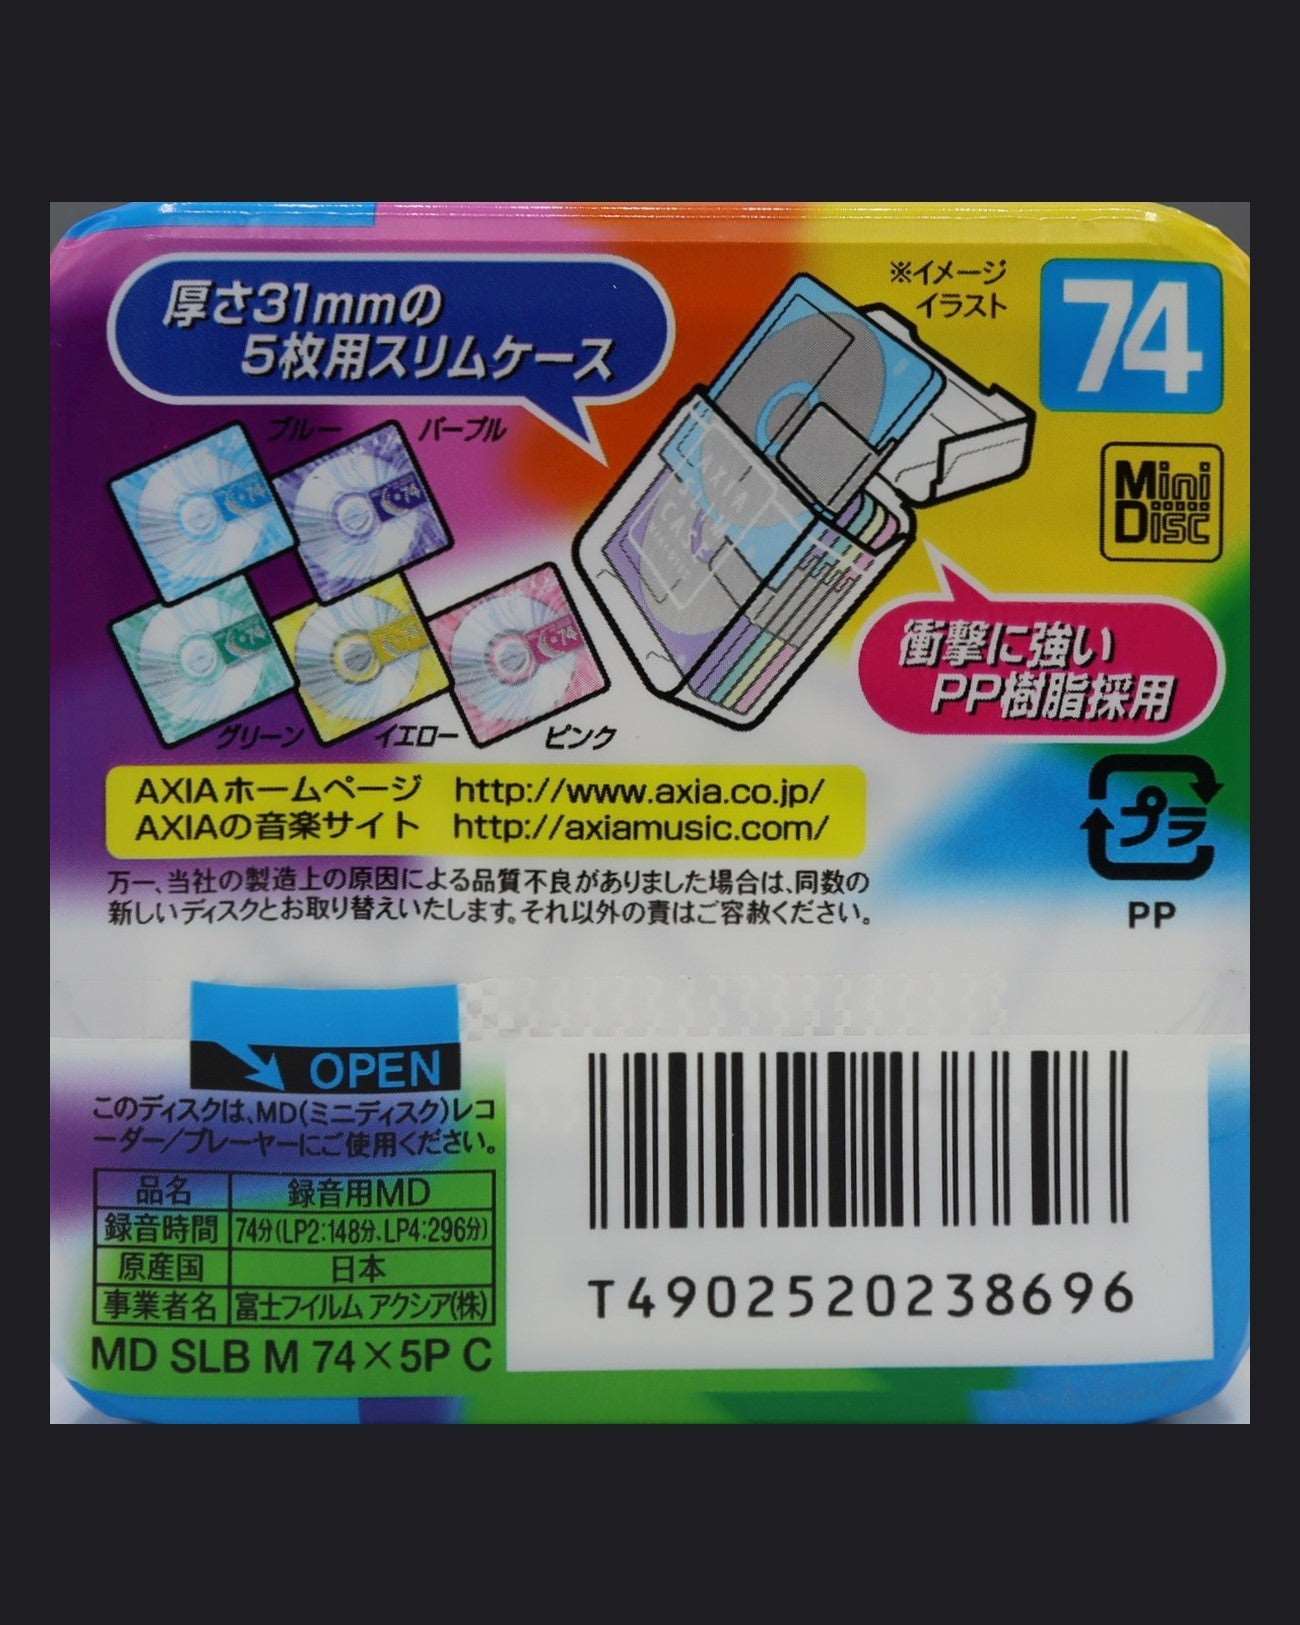 厚さ31mmの
5枚用スリムケース
※イメージ
イラスト
74
Mini
Disc
ブルー
パープル
グリーン
イエロー
ピンク
AXIA
CASE
衝撃に強い
PP樹脂採用
AXIAホームページ http://www.axia.co.jp/
AXIAの音楽サイト http://axiamusic.com/
プラ
PP
万一、当社の製造上の原因による品質不良がありました場合は、同数の
新しいディスクとお取り替えいたします。それ以外の責はご容赦ください。
OPEN
このディスクは、MD(ミニディスク)レコ
ーダー/プレーヤーにご使用ください。
品名 録音用MD
録音時間 74分(LP2:148分、LP4:296分)
原産国 日本
事業者名 富士フイルム アクシア(株)
MD SLB M 74×5P C
T4902520238696